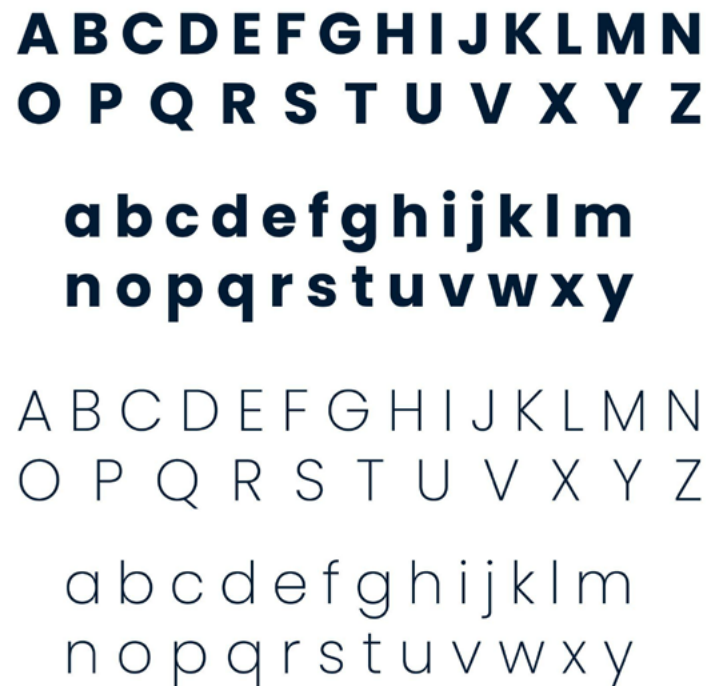 A B C D E F G H I J K L M N
O P Q R S T U V X Y Z
a b c d e f g h i j k l m
n o p q r s t u v w x y
A B C D E F G H I J K L M N
O P Q R S T U V X Y Z
a b c d e f g h i j k l m
n o p q r s t u v w x y